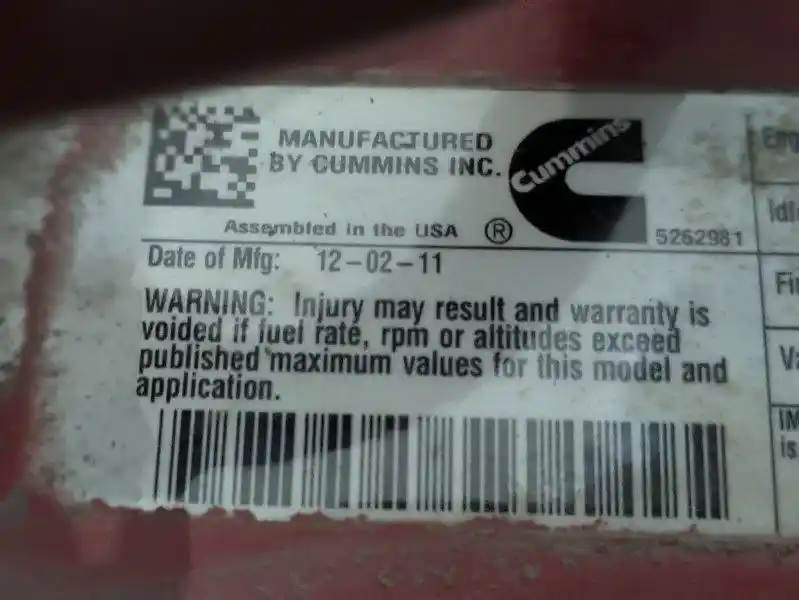 MANUFACTURED
BY CUMMINS INC.
Cummins
Assembled in the USA ®
5262981
Date of Mfg: 12-02-11
WARNING: Injury may result and warranty is
voided if fuel rate, rpm or altitudes exceed
published maximum values for this model and
application.
is